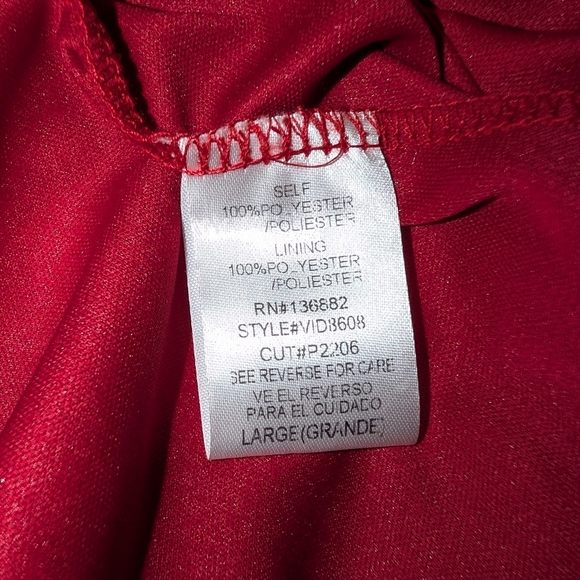 SELF
100%POLYESTER
/POLIESTER
LINING
100%POLYESTER
/POLIESTER
RN#136882
STYLE#VID8608
CUT#P2206
SEE REVERSE FOR CARE
VE EL REVERSO
PARA EL CUIDADO
LARGE(GRANDE)